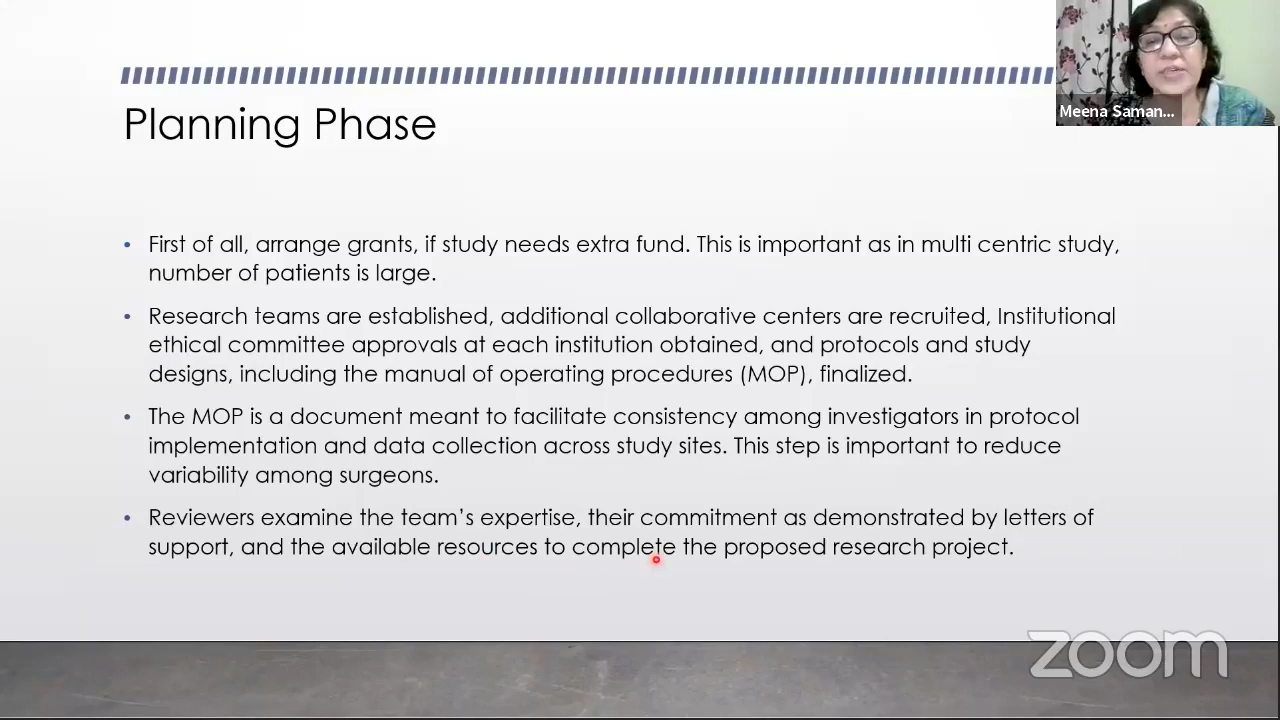 Planning Phase
Meena Saman...
• First of all, arrange grants, if study needs extra fund. This is important as in multi centric study,
number of patients is large.
• Research teams are established, additional collaborative centers are recruited, Institutional
ethical committee approvals at each institution obtained, and protocols and study
designs, including the manual of operating procedures (MOP), finalized.
• The MOP is a document meant to facilitate consistency among investigators in protocol
implementation and data collection across study sites. This step is important to reduce
variability among surgeons.
• Reviewers examine the team’s expertise, their commitment as demonstrated by letters of
support, and the available resources to complete the proposed research project.
zoom